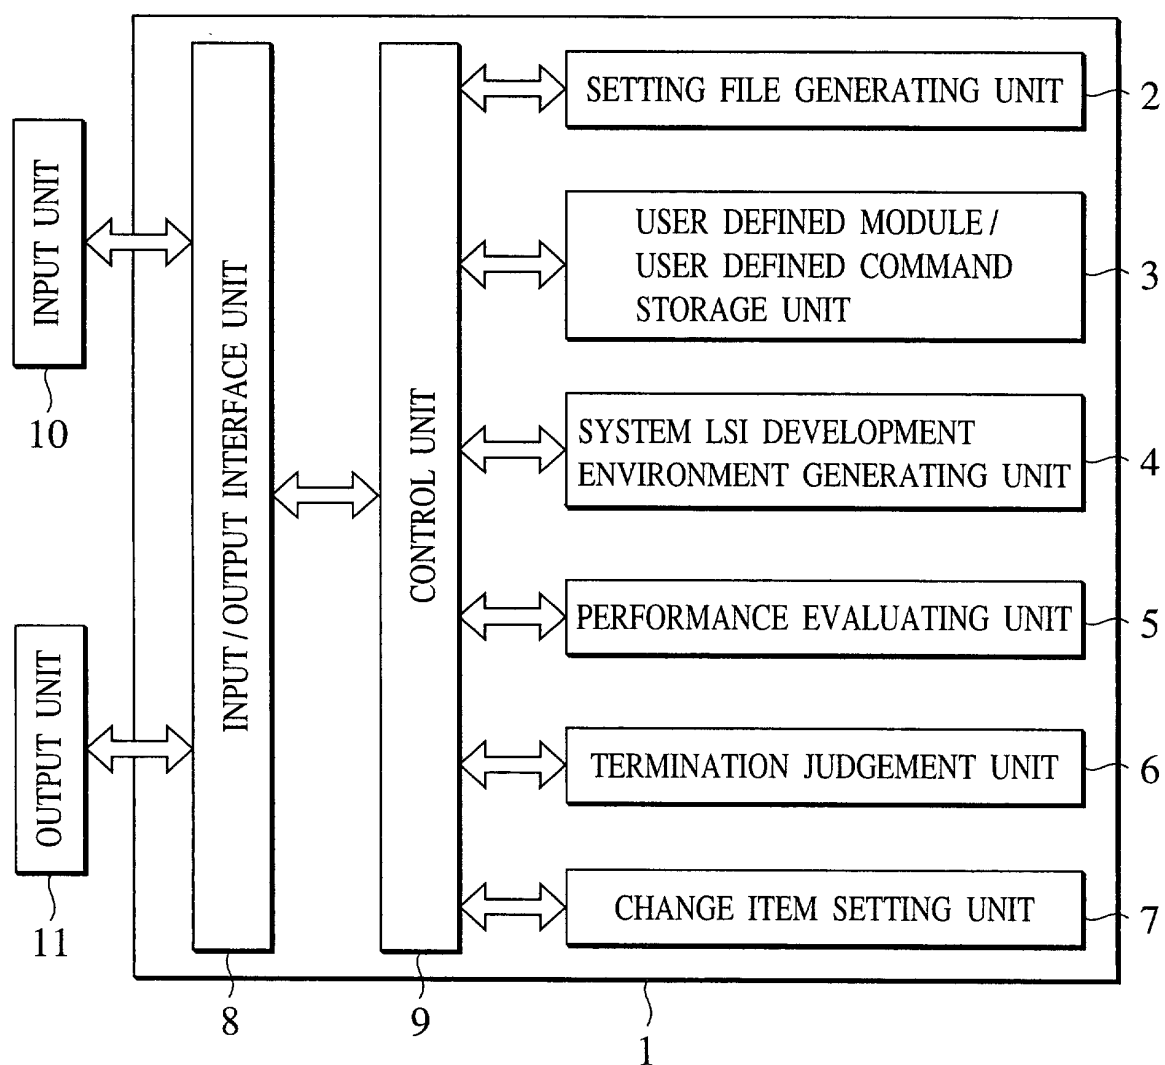 INPUT UNIT
10
OUTPUT UNIT
11
INPUT / OUTPUT INTERFACE UNIT
8
CONTROL UNIT
9
SETTING FILE GENERATING UNIT
2
USER DEFINED MODULE /
USER DEFINED COMMAND
STORAGE UNIT
3
SYSTEM LSI DEVELOPMENT
ENVIRONMENT GENERATING UNIT
4
PERFORMANCE EVALUATING UNIT
5
TERMINATION JUDGEMENT UNIT
6
CHANGE ITEM SETTING UNIT
7
1